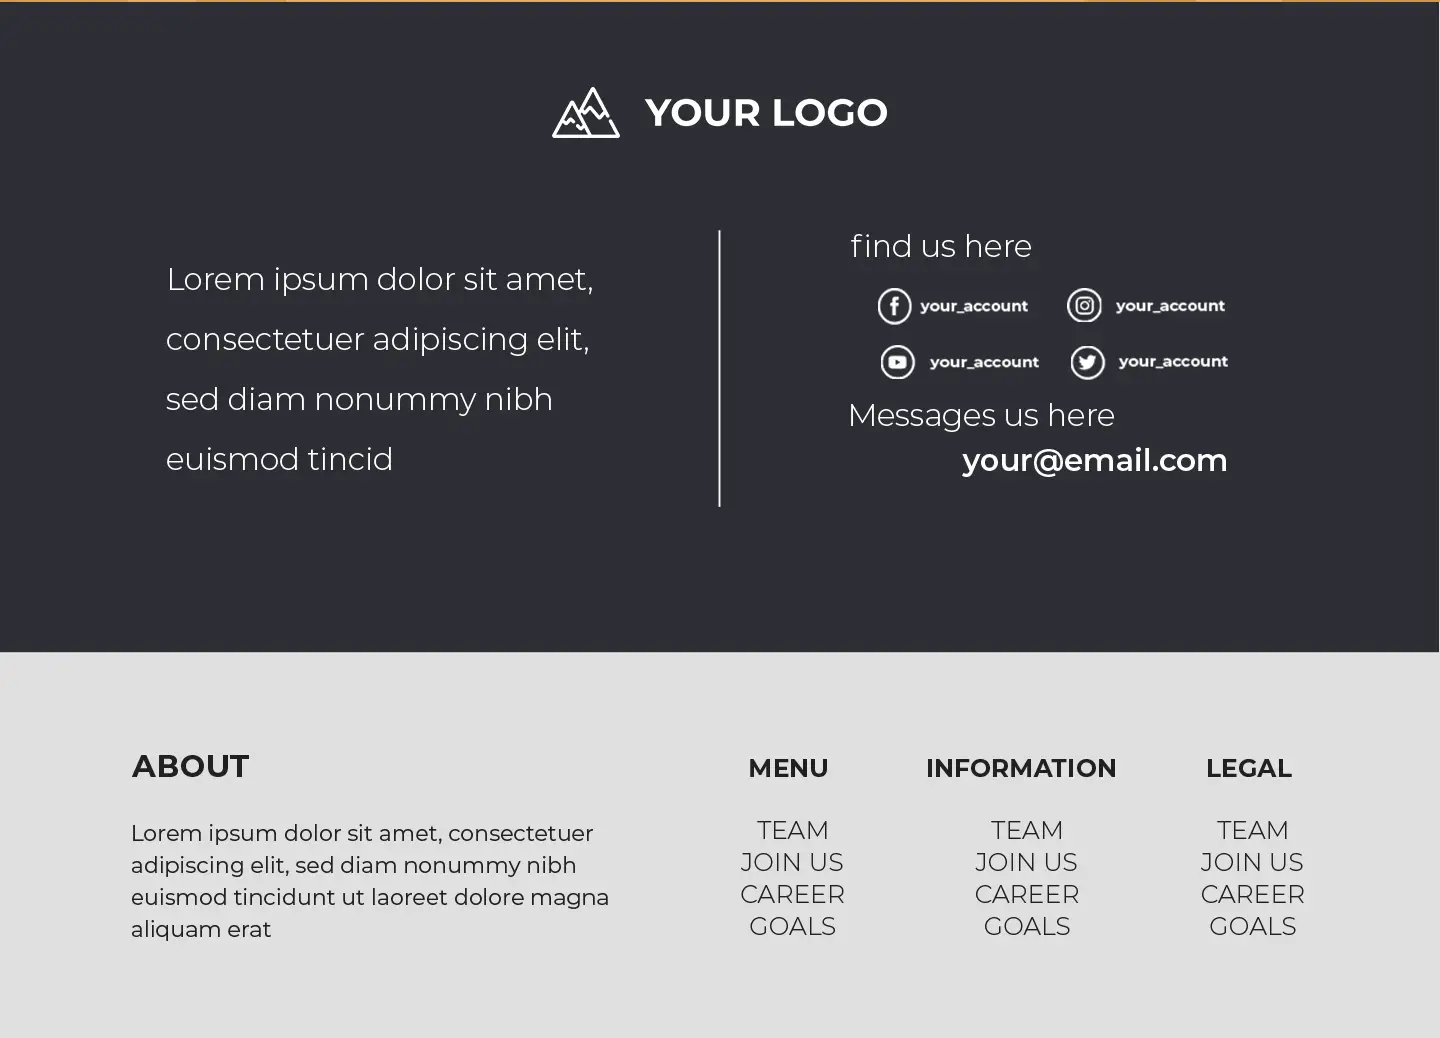 YOUR LOGO
Lorem ipsum dolor sit amet,
consectetuer adipiscing elit,
sed diam nonummy nibh
euismod tincid
find us here
your_account
your_account
your_account
your_account
Messages us here
your@email.com
ABOUT
Lorem ipsum dolor sit amet, consectetuer
adipiscing elit, sed diam nonummy nibh
euismod tincidunt ut laoreet dolore magna
aliquam erat
MENU
TEAM
JOIN US
CAREER
GOALS
INFORMATION
TEAM
JOIN US
CAREER
GOALS
LEGAL
TEAM
JOIN US
CAREER
GOALS